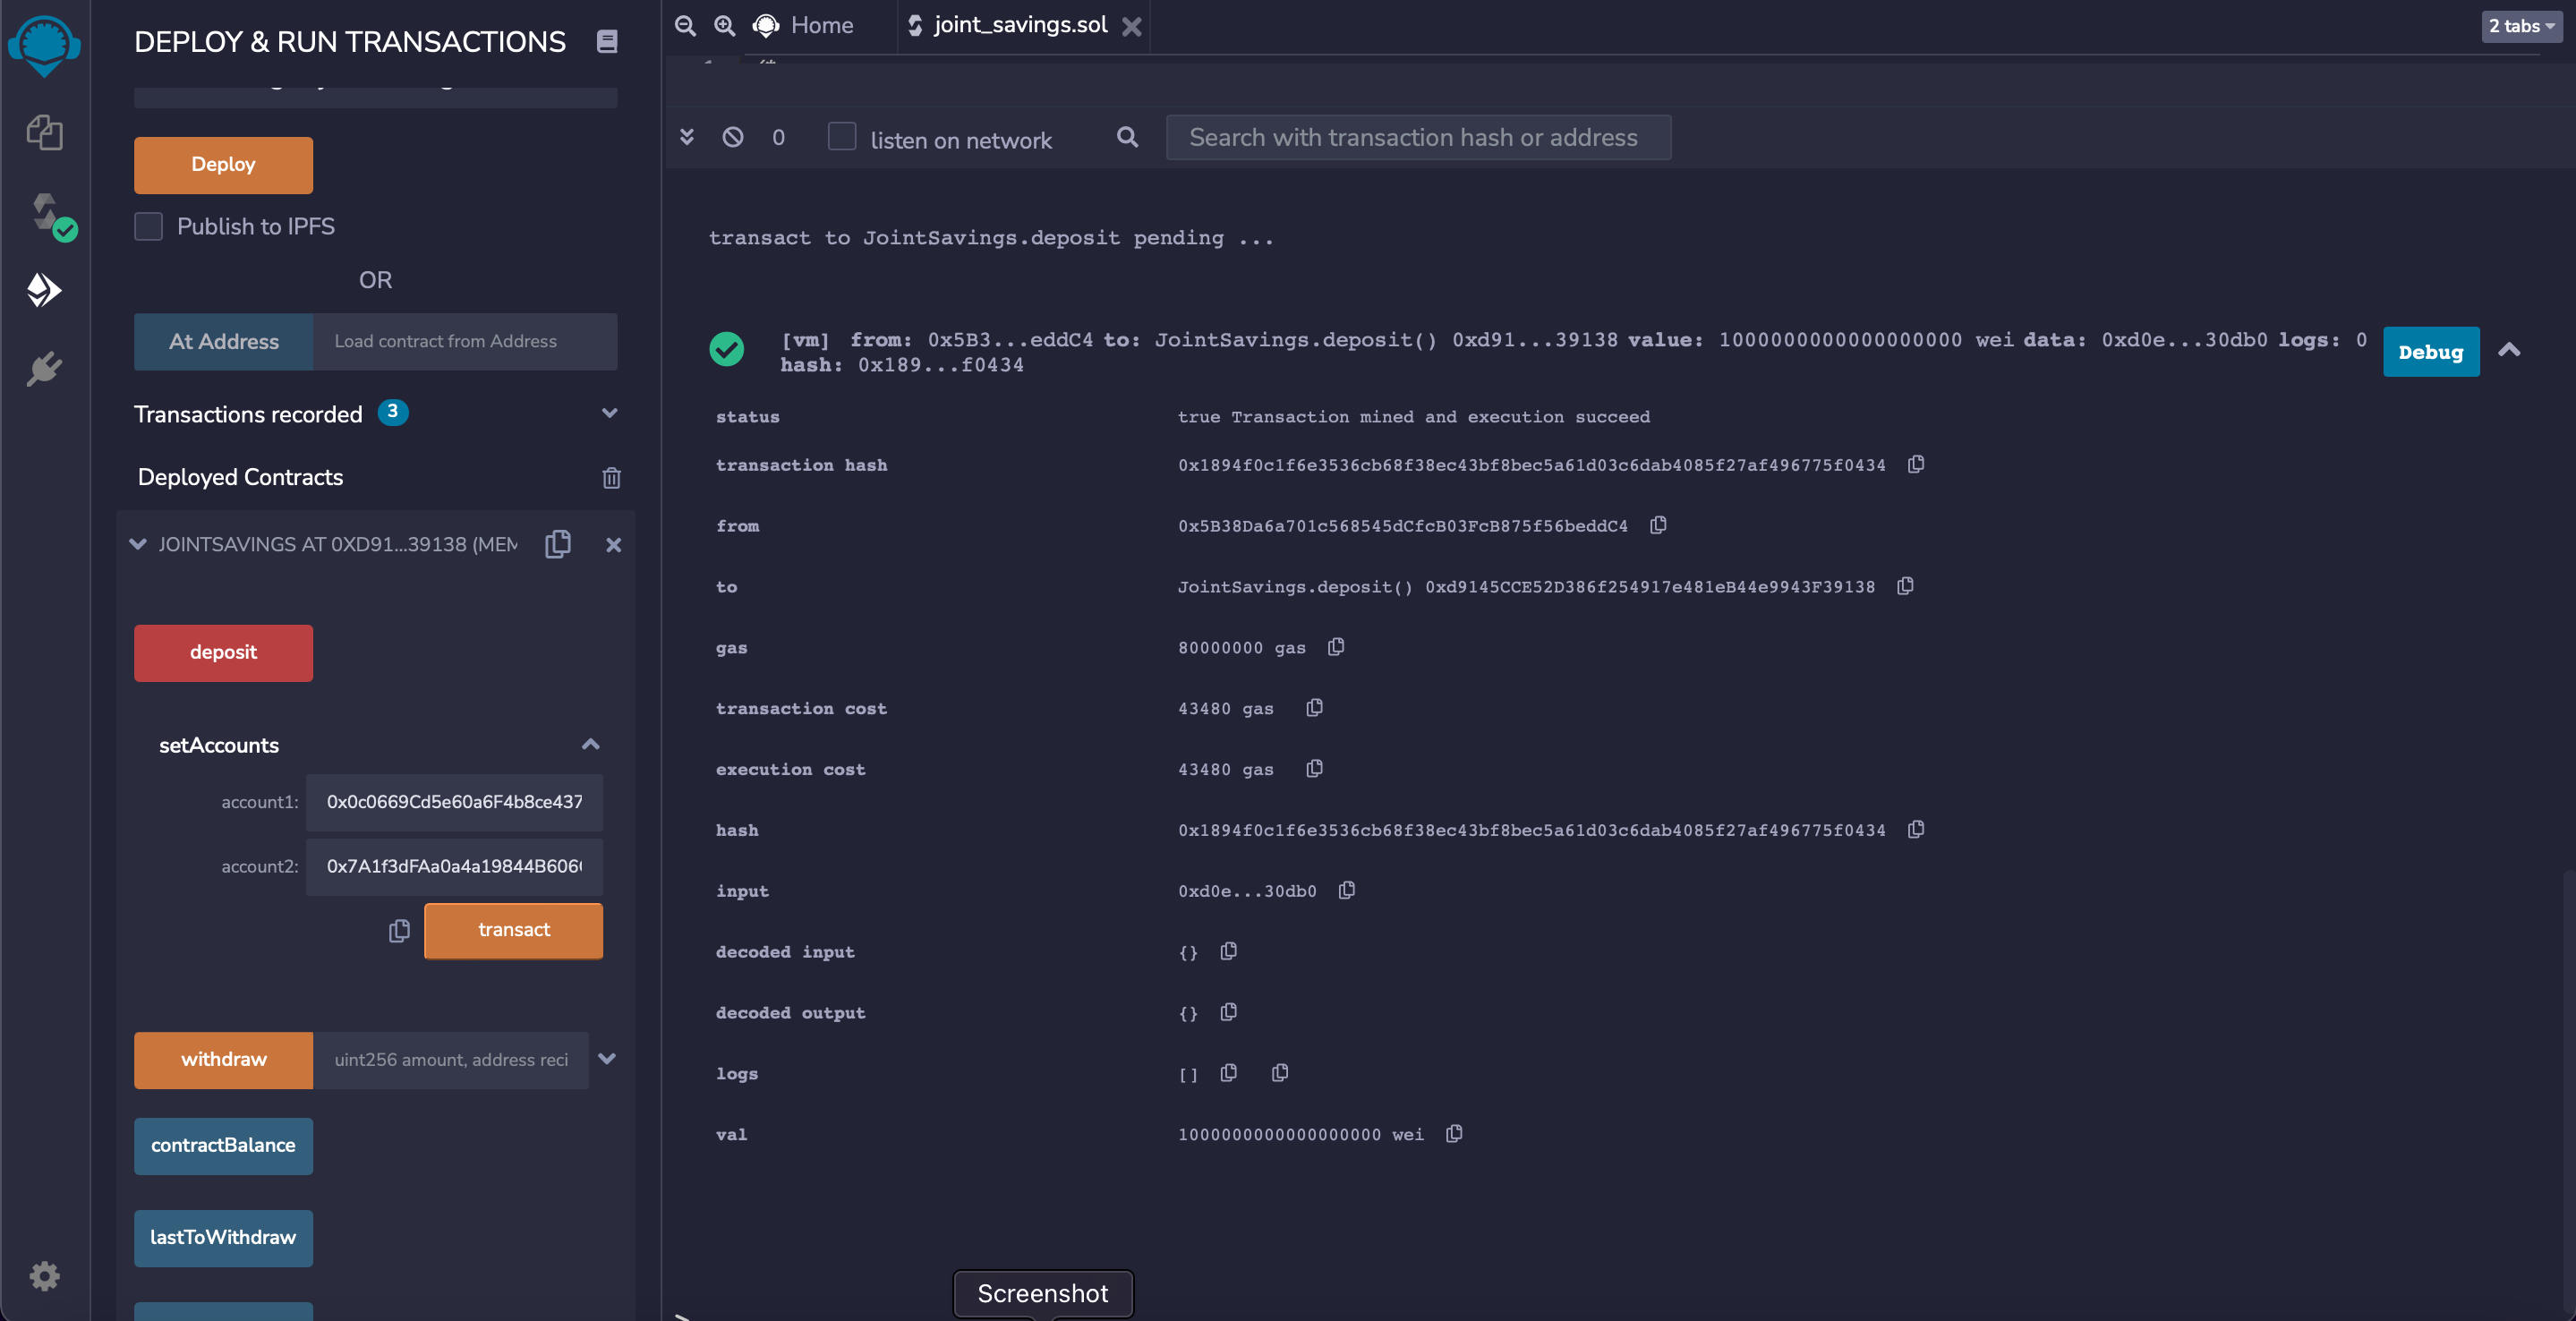 DEPLOY & RUN TRANSACTIONS
Deploy
Publish to IPFS
OR
At Address
Load contract from Address
Transactions recorded 3
Deployed Contracts
JOINTSAVINGS AT 0XD91...39138 (MEM
deposit
setAccounts
account1: 0x0c0669Cd5e60a6F4b8ce437
account2: 0x7A1f3dFAa0a4a19844B606
transact
withdraw
uint256 amount, address reci
contractBalance
lastToWithdraw
Home
joint_savings.sol
2 tabs
0
listen on network
Search with transaction hash or address
transact to JointSavings.deposit pending ...
[vm] from: 0x5B3...eddC4 to: JointSavings.deposit() 0xd91...39138 value: 1000000000000000000 wei data: 0xd0e...30db0 logs: 0
hash: 0x189...f0434
Debug
status true Transaction mined and execution succeed
transaction hash 0x1894f0c1f6e3536cb68f38ec43bf8bec5a61d03c6dab4085f27af496775f0434
from 0x5B38Da6a701c568545dCfcB03FcB875f56beddC4
to JointSavings.deposit() 0xd9145CCE52D386f254917e481eB44e9943F39138
gas 80000000 gas
transaction cost 43480 gas
execution cost 43480 gas
hash 0x1894f0c1f6e3536cb68f38ec43bf8bec5a61d03c6dab4085f27af496775f0434
input 0xd0e...30db0
decoded input {}
decoded output {}
logs []
val 1000000000000000000 wei
Screenshot